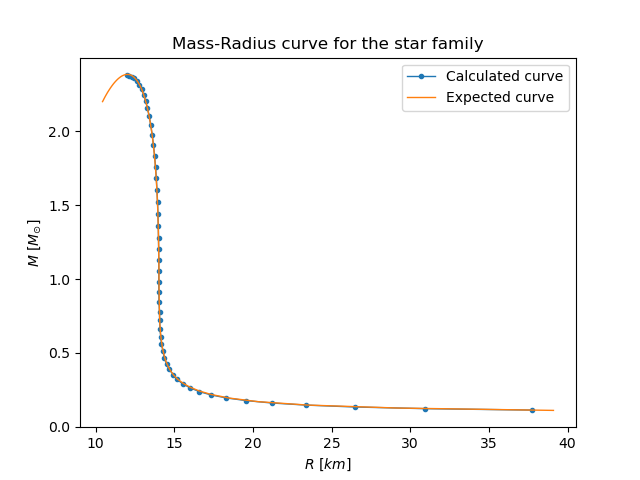 Mass-Radius curve for the star family
Calculated curve
Expected curve
M [M☉]
2.0
1.5
1.0
0.5
0.0
10 15 20 25 30 35 40
R [km]